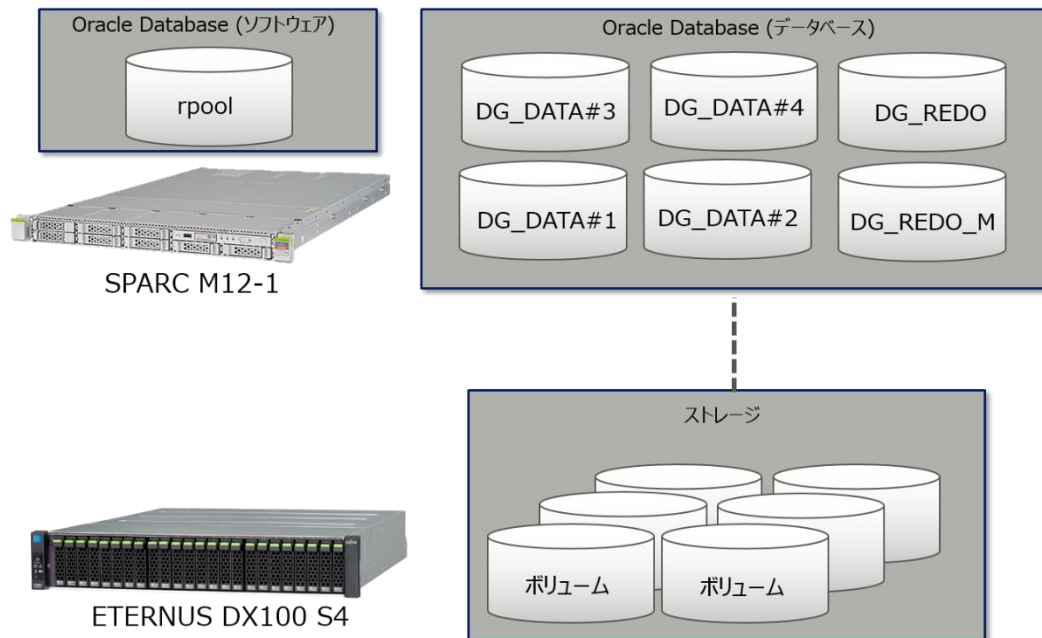 Oracle Database (ソフトウェア)
rpool
SPARC M12-1
Oracle Database (データベース)
DG_DATA#3
DG_DATA#4
DG_REDO
DG_DATA#1
DG_DATA#2
DG_REDO_M
ストレージ
ボリューム
ボリューム
ETERNUS DX100 S4